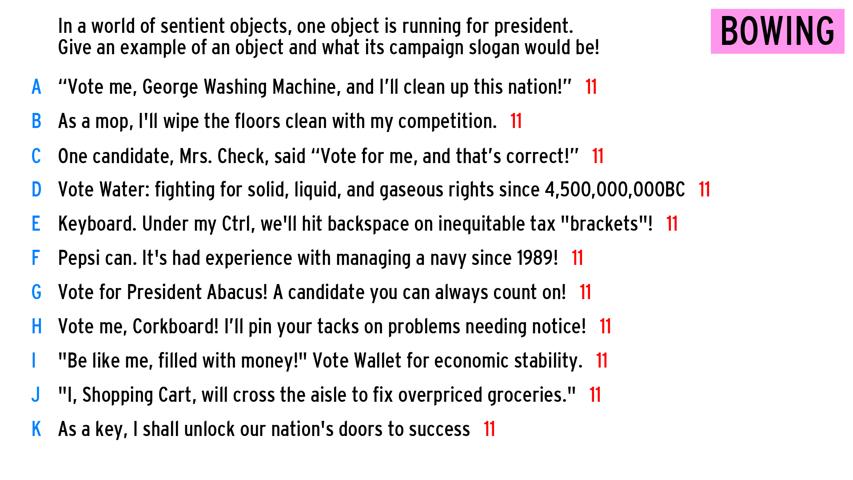 In a world of sentient objects, one object is running for president.
Give an example of an object and what its campaign slogan would be!
BOWING
A “Vote me, George Washing Machine, and I’ll clean up this nation!” 11
B As a mop, I'll wipe the floors clean with my competition. 11
C One candidate, Mrs. Check, said “Vote for me, and that’s correct!” 11
D Vote Water: fighting for solid, liquid, and gaseous rights since 4,500,000,000BC 11
E Keyboard. Under my Ctrl, we'll hit backspace on inequitable tax "brackets"! 11
F Pepsi can. It's had experience with managing a navy since 1989! 11
G Vote for President Abacus! A candidate you can always count on! 11
H Vote me, Corkboard! I’ll pin your tacks on problems needing notice! 11
I "Be like me, filled with money!" Vote Wallet for economic stability. 11
J "I, Shopping Cart, will cross the aisle to fix overpriced groceries." 11
K As a key, I shall unlock our nation's doors to success 11